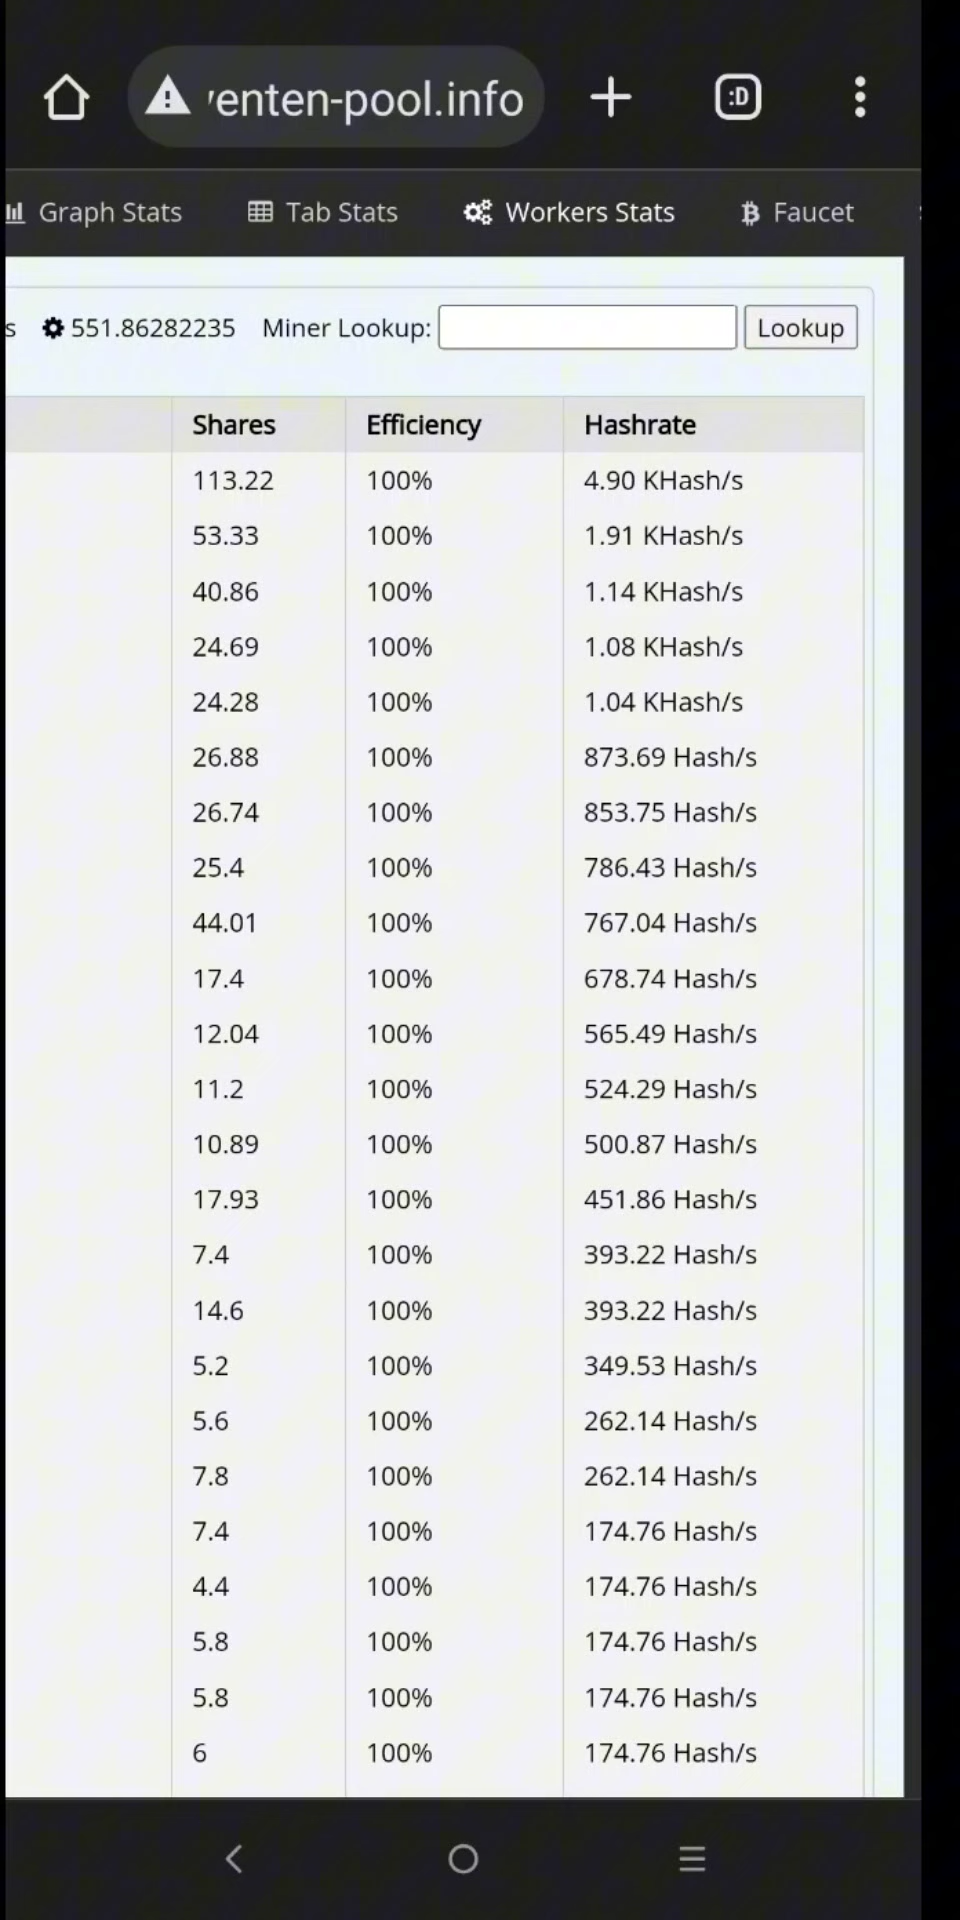 enten-pool.info :D
Graph Stats Tab Stats Workers Stats Faucet
s 551.86282235 Miner Lookup: Lookup
Shares Efficiency Hashrate
113.22 100% 4.90 KHash/s
53.33 100% 1.91 KHash/s
40.86 100% 1.14 KHash/s
24.69 100% 1.08 KHash/s
24.28 100% 1.04 KHash/s
26.88 100% 873.69 Hash/s
26.74 100% 853.75 Hash/s
25.4 100% 786.43 Hash/s
44.01 100% 767.04 Hash/s
17.4 100% 678.74 Hash/s
12.04 100% 565.49 Hash/s
11.2 100% 524.29 Hash/s
10.89 100% 500.87 Hash/s
17.93 100% 451.86 Hash/s
7.4 100% 393.22 Hash/s
14.6 100% 393.22 Hash/s
5.2 100% 349.53 Hash/s
5.6 100% 262.14 Hash/s
7.8 100% 262.14 Hash/s
7.4 100% 174.76 Hash/s
4.4 100% 174.76 Hash/s
5.8 100% 174.76 Hash/s
5.8 100% 174.76 Hash/s
6 100% 174.76 Hash/s